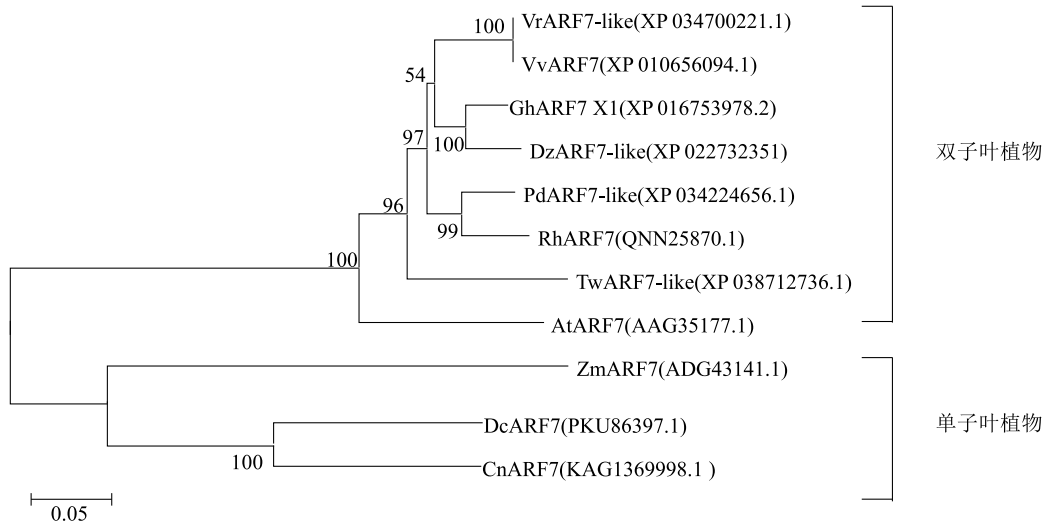 100
VrARF7-like(XP 034700221.1)
VvARF7(XP 010656094.1)
54
GhARF7 X1(XP 016753978.2)
97
100
DzARF7-like(XP 022732351)
双子叶植物
PdARF7-like(XP 034224656.1)
96
99
RhARF7(QNN25870.1)
100
TwARF7-like(XP 038712736.1)
AtARF7(AAG35177.1)
ZmARF7(ADG43141.1)
DcARF7(PKU86397.1)
单子叶植物
100
CnARF7(KAG1369998.1 )
0.05